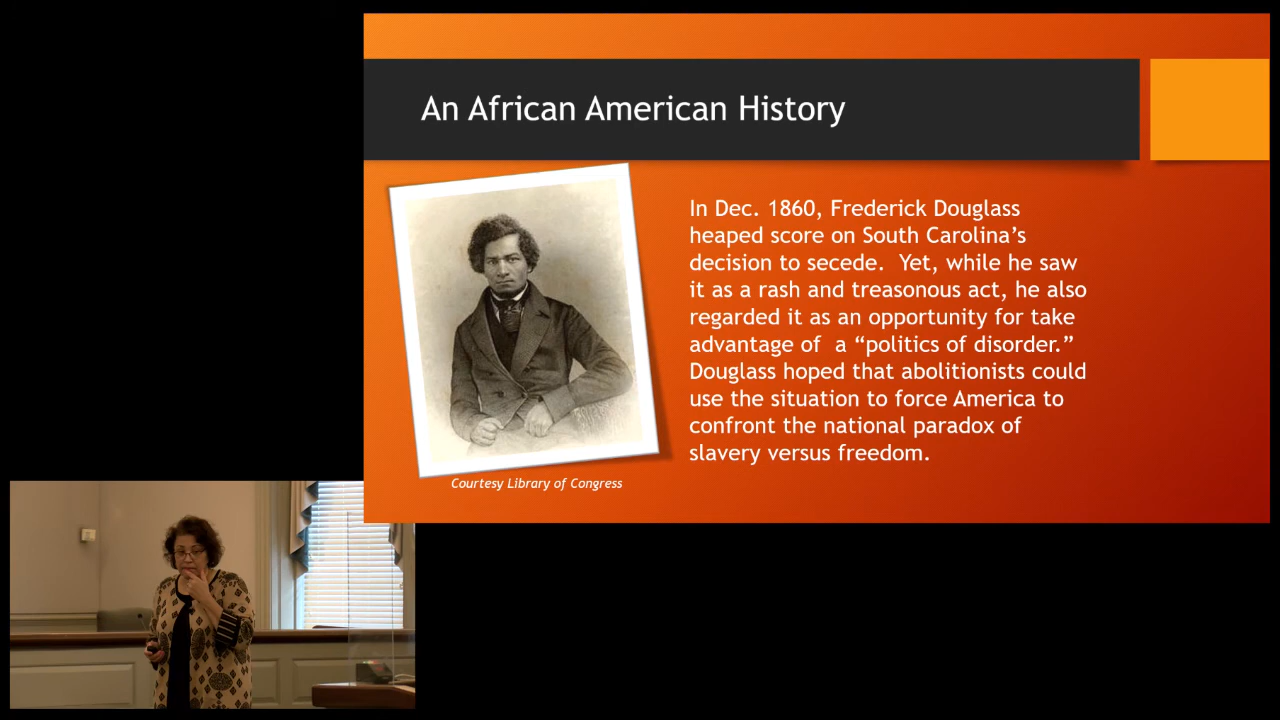 An African American History
In Dec. 1860, Frederick Douglass
heaped score on South Carolina’s
decision to secede.  Yet, while he saw
it as a rash and treasonous act, he also
regarded it as an opportunity for take
advantage of  a “politics of disorder.”
Douglass hoped that abolitionists could
use the situation to force America to
confront the national paradox of
slavery versus freedom.
Courtesy Library of Congress